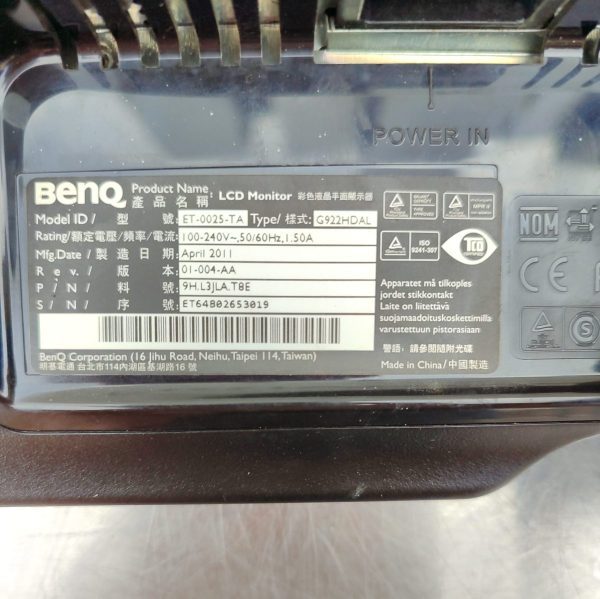 POWER IN
BenQ Product Name LCD Monitor 彩色液晶平面顯示器
產 品 名 稱
Model ID / 型 號: ET-0025-TA Type/ 樣式: G922HDAL
Rating/額定電壓/頻率/電流: 100-240V~,50/60Hz,1.50A
Mfg.Date / 製 造 日 期: April 2011
R e v. / 版 本: 01-004-AA
P / N / 料 號: 9H.L3JLA.T8E
S / N / 序 號: ET64B02653019
BenQ Corporation (16 Jihu Road, Neihu, Taipei 114, Taiwan)
明基電通 台北市114內湖區基湖路16 號
ISO
9241-307
TCO
Apparatet må tilkoples
jordet stikkontakt
Laite on liitettävä
suojamaadoituskoskettimilla
varustettuun pistorasiaan
警語: 請參閱隨附光碟
Made in China/中國製造
NOM
CE
S